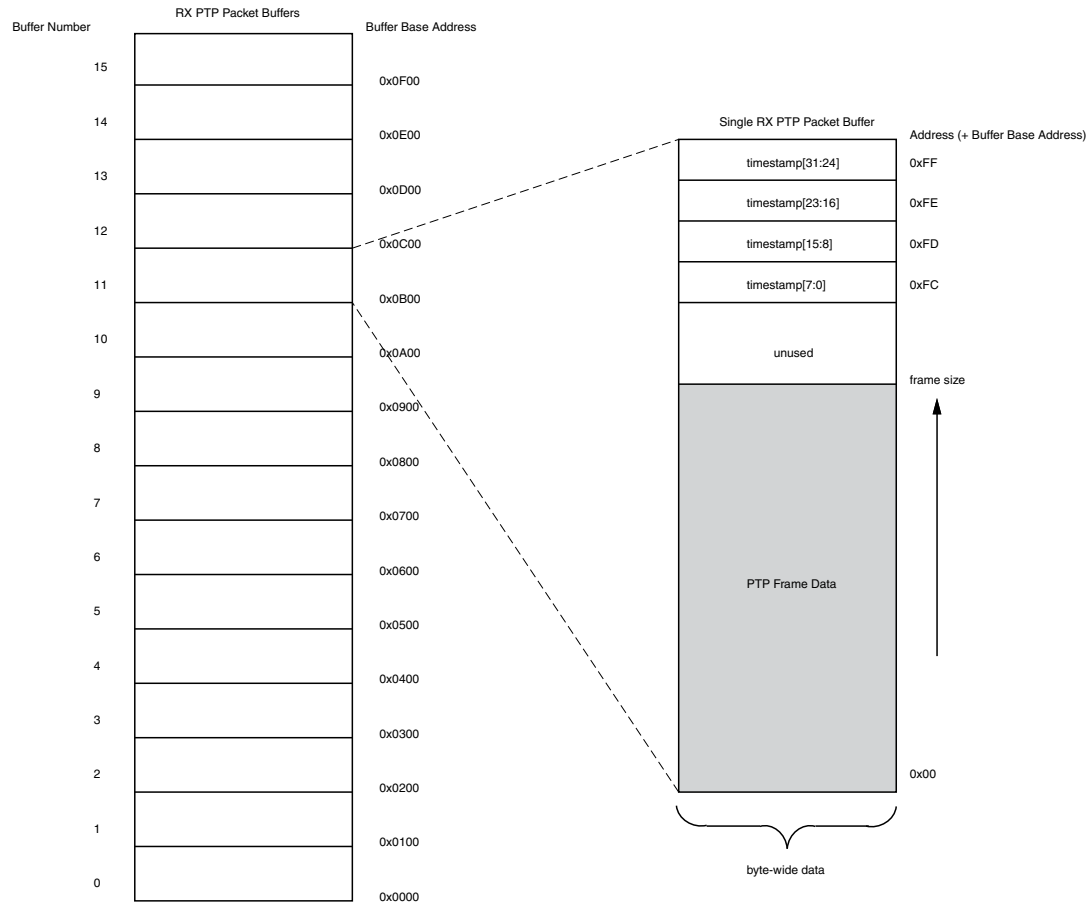 RX PTP Packet Buffers
Buffer Number
Buffer Base Address
15
0x0F00
14
0x0E00
13
0x0D00
12
0x0C00
11
0x0B00
10
0x0A00
9
0x0900
8
0x0800
7
0x0700
6
0x0600
5
0x0500
4
0x0400
3
0x0300
2
0x0200
1
0x0100
0
0x0000
Single RX PTP Packet Buffer
Address (+ Buffer Base Address)
timestamp[31:24]
0xFF
timestamp[23:16]
0xFE
timestamp[15:8]
0xFD
timestamp[7:0]
0xFC
unused
frame size
PTP Frame Data
0x00
byte-wide data